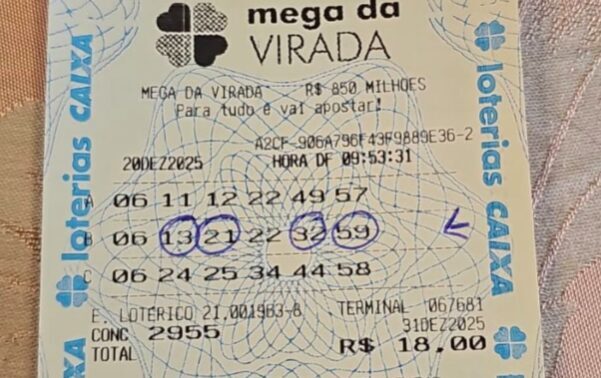 mega da
VIRADA
MEGA DA VIRADA R$ 850 MILHOES
Para tudo e vai apostar!
A2CF-906A796F43F9889E36-2
20DEZ2025 HORA DF 09:53:31
A 06 11 12 22 49 57
B 06 13 21 22 32 59
C 06 24 25 34 44 58
E. LOTERICO 21.001963-8 TERMINAL 067681
CONC 2955 31DEZ2025
TOTAL R$ 18.00
loterias CAIXA
loterias CAIXA
CAIXA